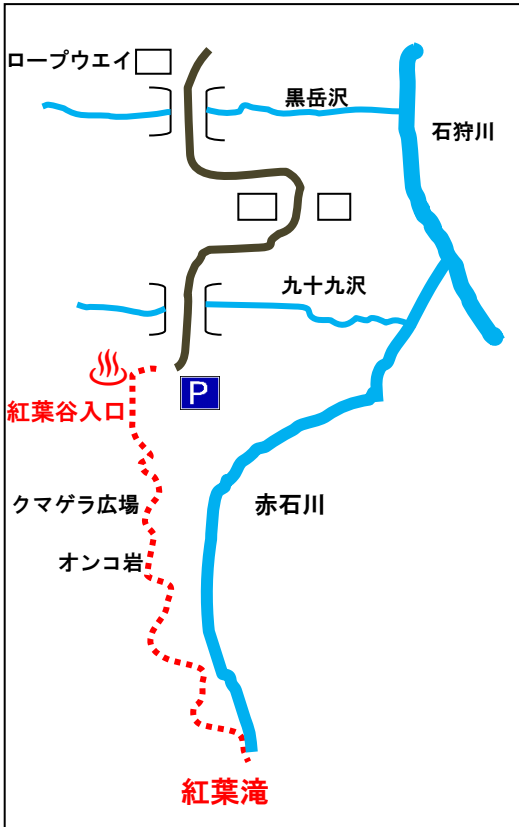 ロープウエイ
黒岳沢
石狩川
九十九沢
P
紅葉谷入口
クマゲラ広場
赤石川
オンコ岩
紅葉滝